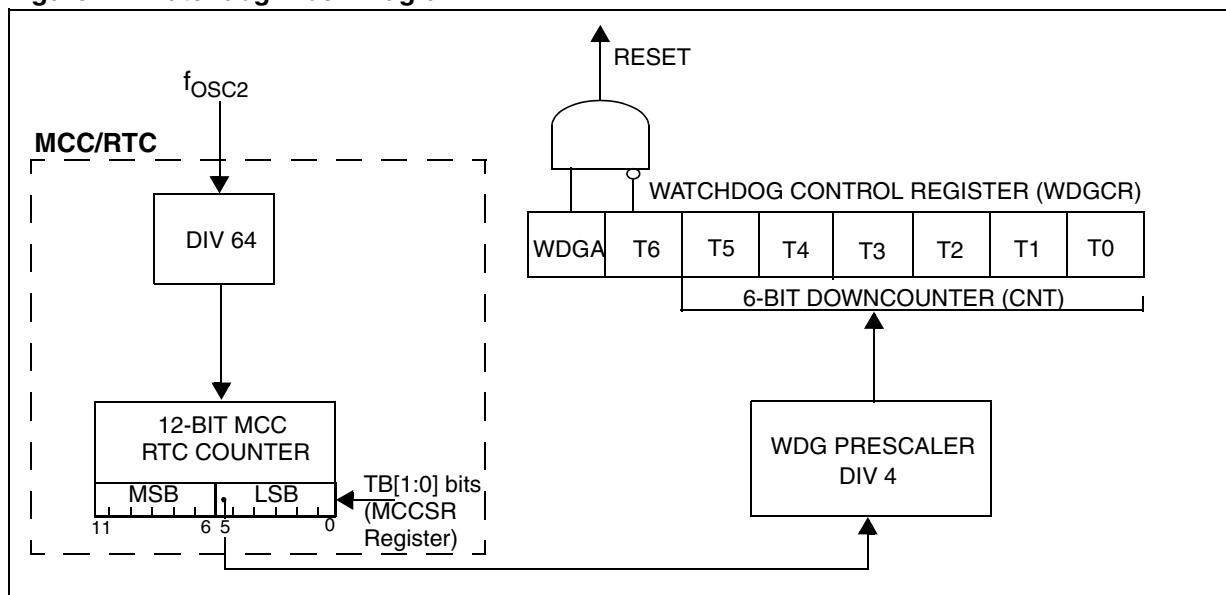 RESET
fOSC2
MCC/RTC
WATCHDOG CONTROL REGISTER (WDGCR)
DIV 64
WDGA T6 T5 T4 T3 T2 T1 T0
6-BIT DOWNCOUNTER (CNT)
12-BIT MCC
RTC COUNTER
WDG PRESCALER
DIV 4
MSB LSB
TB[1:0] bits
(MCCSR
Register)
11 6 5 0